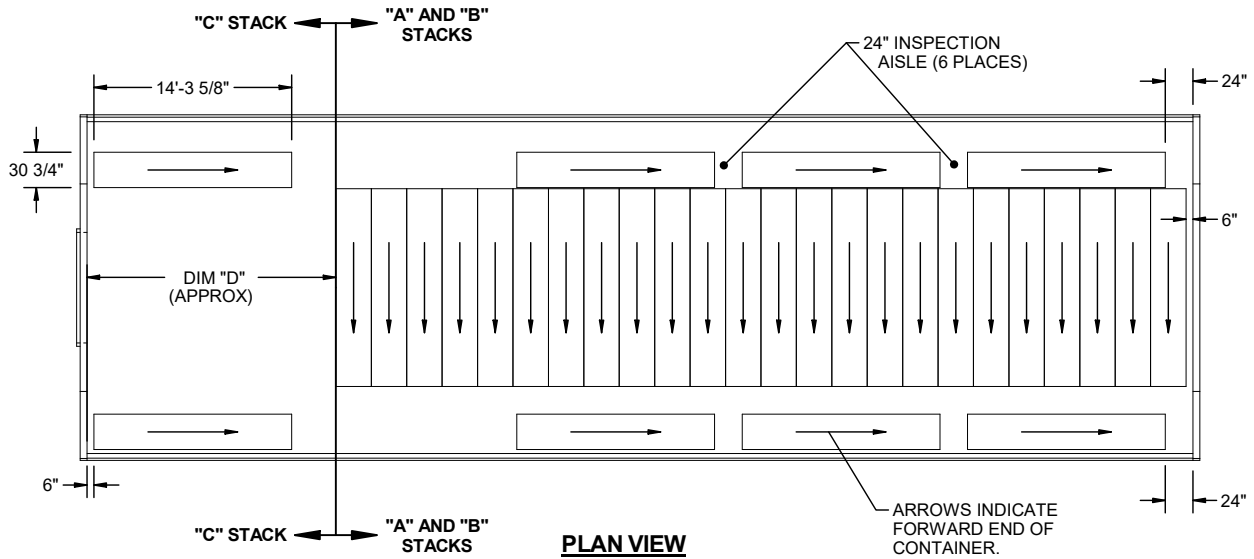 "C" STACK
"A" AND "B"
STACKS
24" INSPECTION
AISLE (6 PLACES)
14'-3 5/8"
24"
30 3/4"
6"
DIM "D"
(APPROX)
6"
24"
ARROWS INDICATE
FORWARD END OF
CONTAINER.
"C" STACK
"A" AND "B"
STACKS
PLAN VIEW